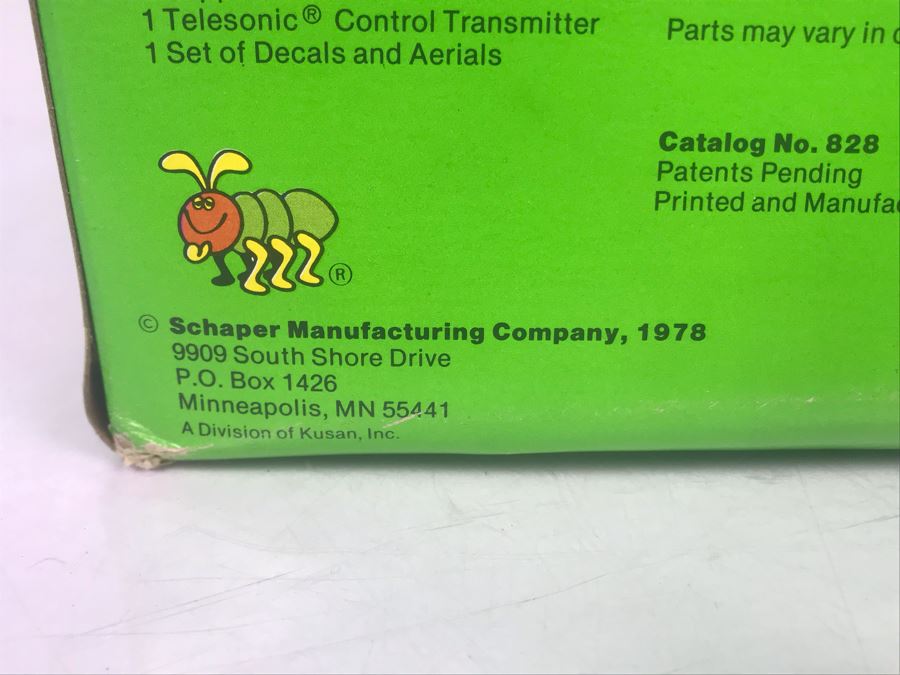 1 Telesonic® Control Transmitter
1 Set of Decals and Aerials
Parts may vary in
Catalog No. 828
Patents Pending
Printed and
®
© Schaper Manufacturing Company, 1978
9909 South Shore Drive
P.O. Box 1426
Minneapolis, MN 55441
A Division of Kusan, Inc.